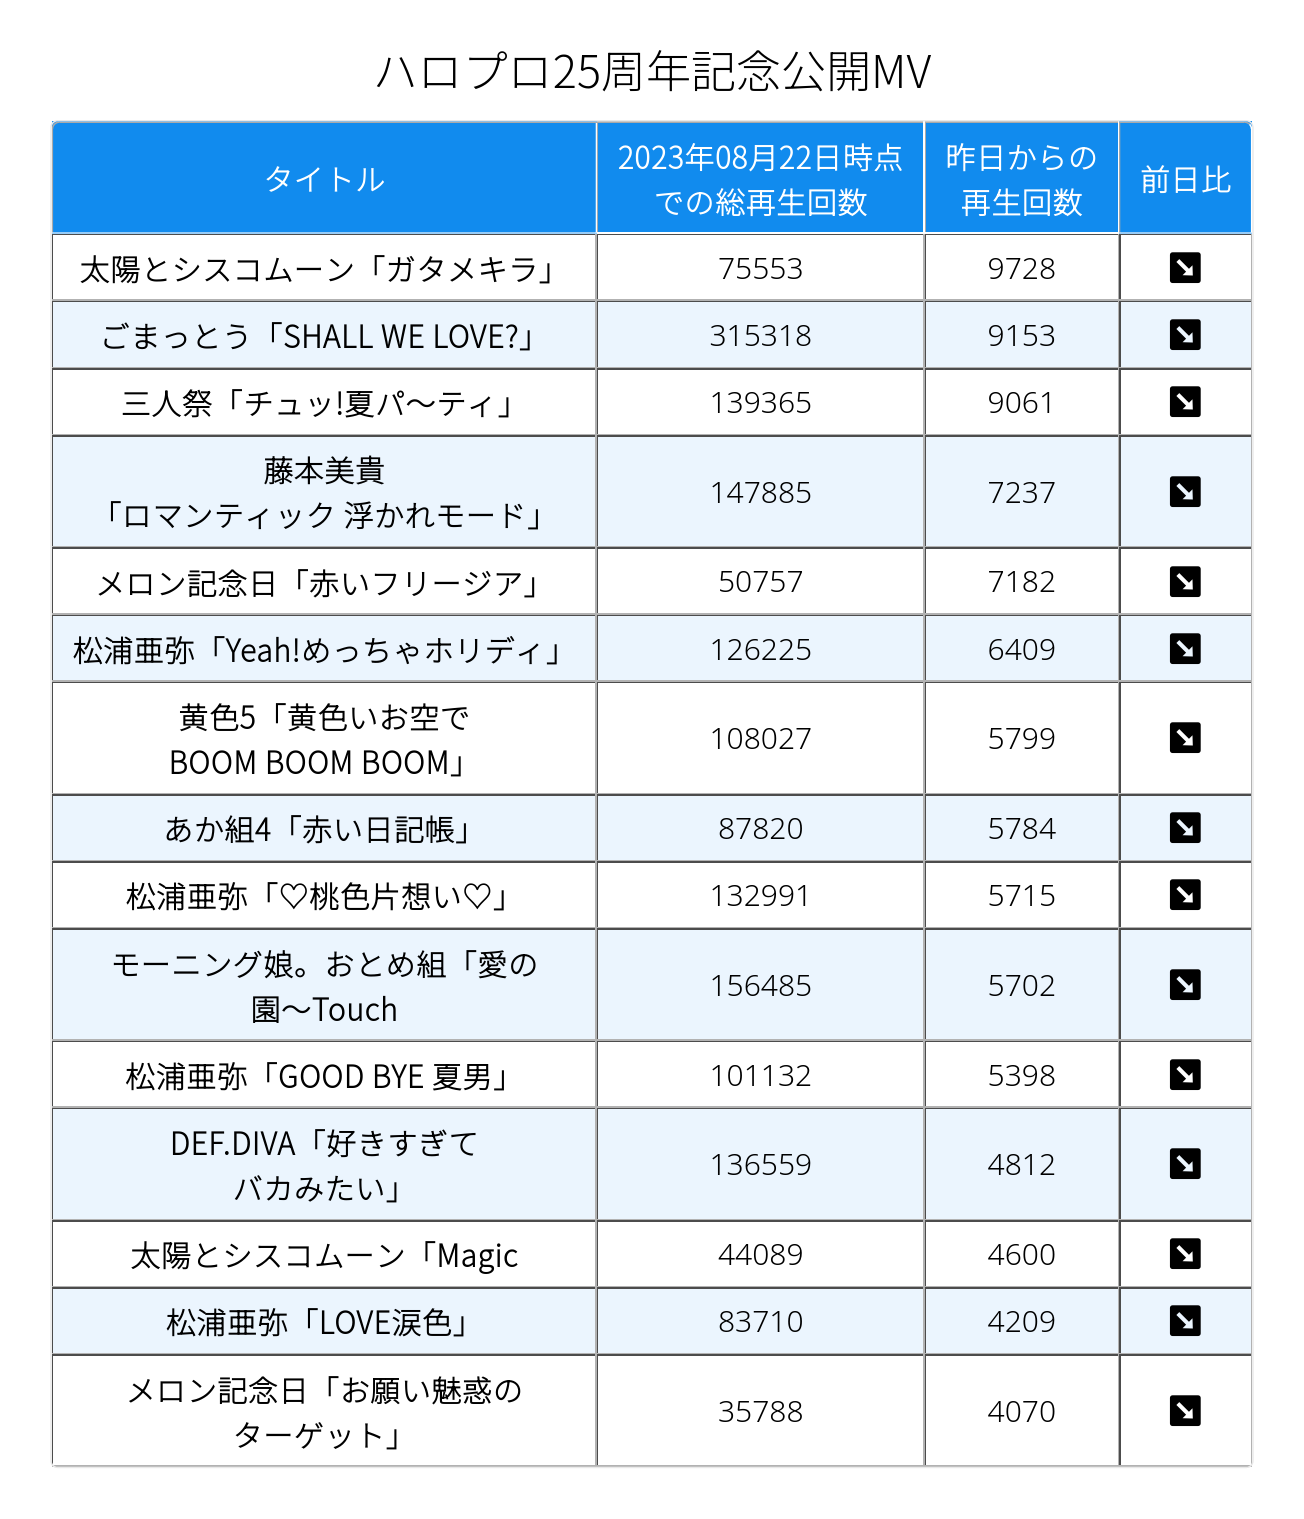 ハロプロ25周年記念公開MV
タイトル
2023年08月22日時点
での総再生回数
昨日からの
再生回数
前日比
太陽とシスコムーン「ガタメキラ」
75553
9728
ごまっとう「SHALL WE LOVE?」
315318
9153
三人祭「チュッ!夏パ〜ティ」
139365
9061
藤本美貴
「ロマンティック 浮かれモード」
147885
7237
メロン記念日「赤いフリージア」
50757
7182
松浦亜弥「Yeah!めっちゃホリディ」
126225
6409
黄色5「黄色いお空で
BOOM BOOM BOOM」
108027
5799
あか組4「赤い日記帳」
87820
5784
松浦亜弥「♡桃色片想い♡」
132991
5715
モーニング娘。おとめ組「愛の
園〜Touch
156485
5702
松浦亜弥「GOOD BYE 夏男」
101132
5398
DEF.DIVA「好きすぎて
バカみたい」
136559
4812
太陽とシスコムーン「Magic
44089
4600
松浦亜弥「LOVE涙色」
83710
4209
メロン記念日「お願い魅惑の
ターゲット」
35788
4070